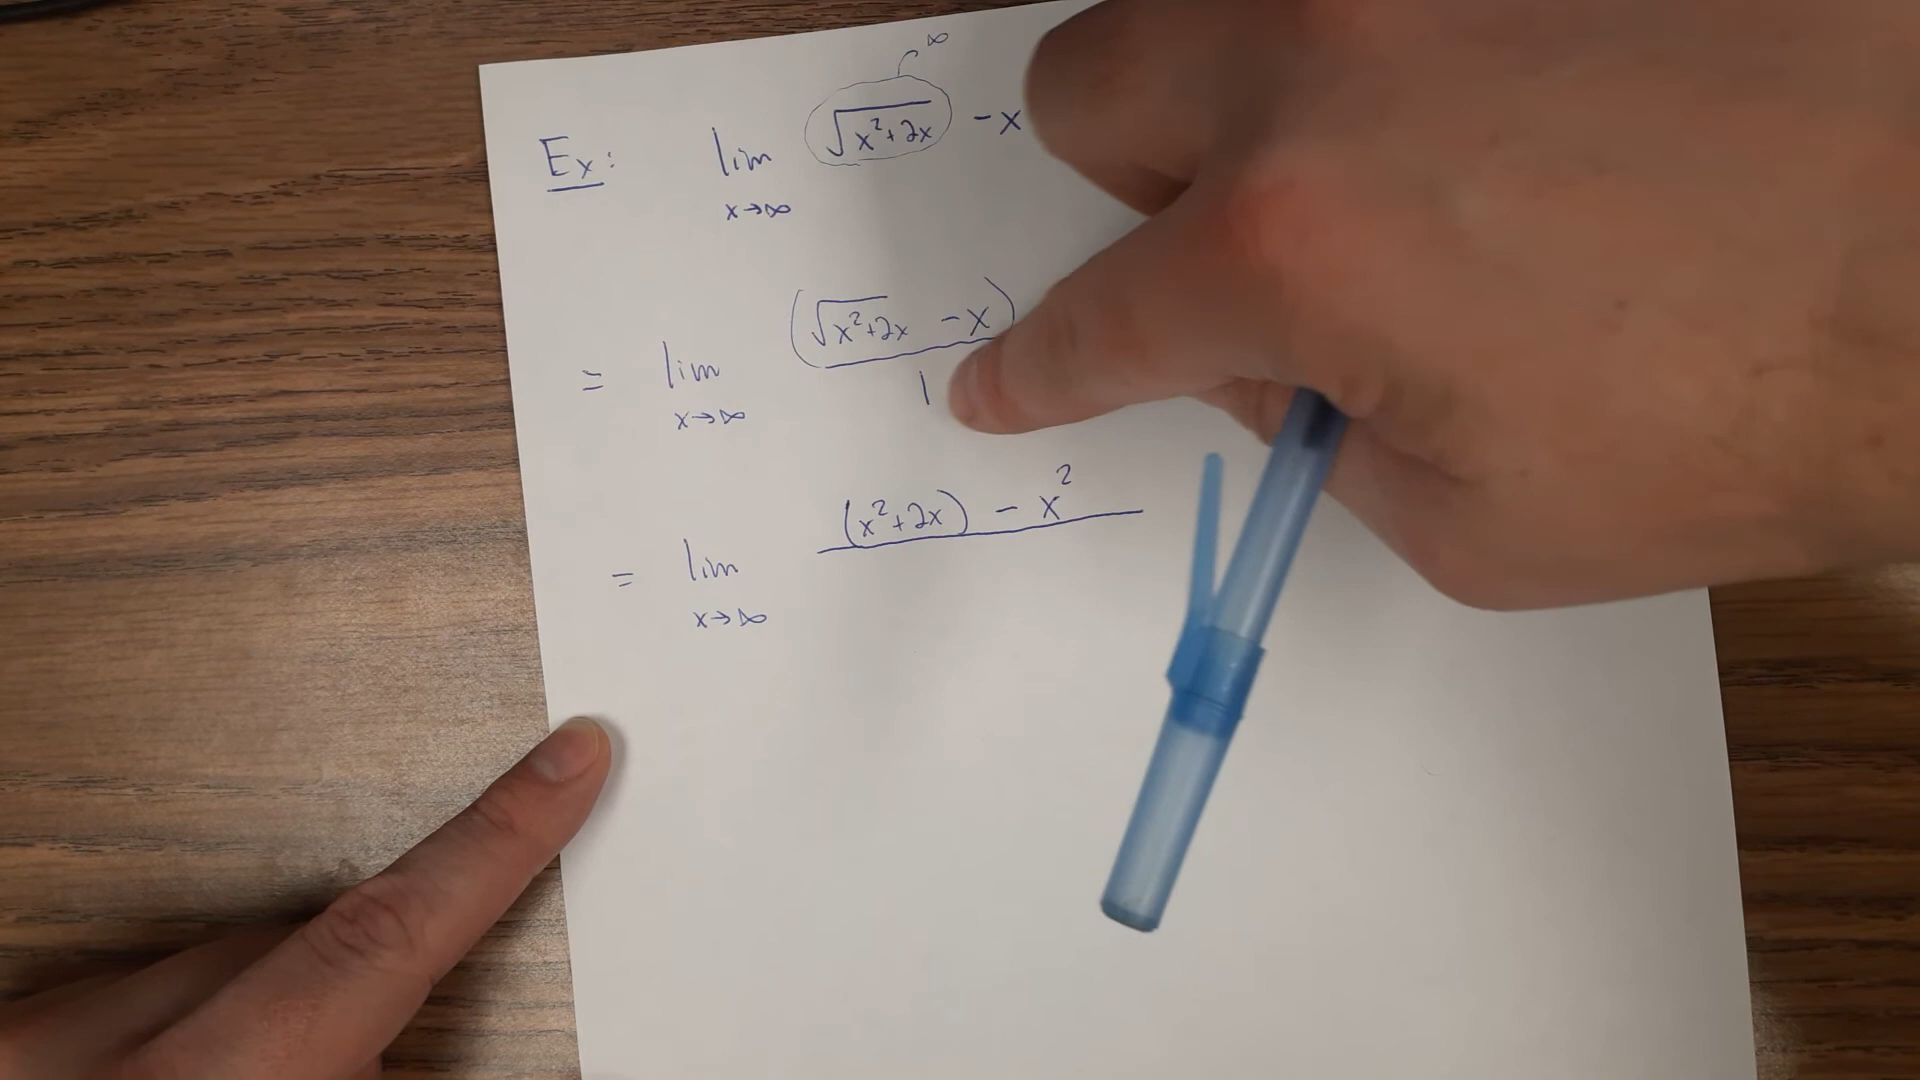 ∞
Ex: lim √(x²+2x) - x
x→∞
= lim (√(x²+2x) - x)
x→∞ 1
= lim (x²+2x) - x²
x→∞